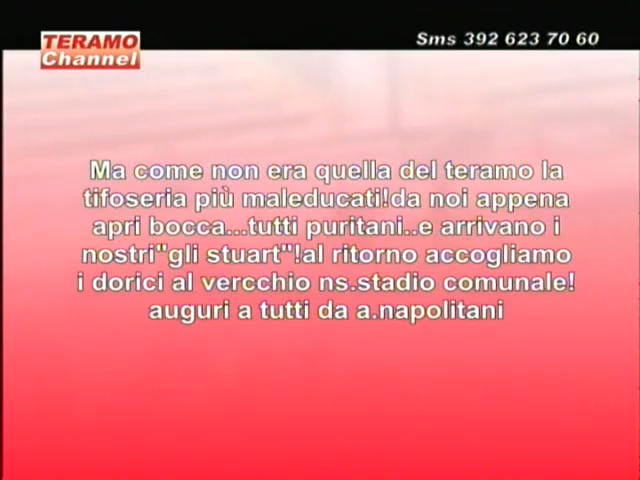 TERAMO
Channel
Sms 392 623 70 60
Ma come non era quella del teramo la
tifoseria più maleducati!da noi appena
apri bocca...tutti puritani..e arrivano i
nostri"gli stuart"!al ritorno accogliamo
i dorici al vercchio ns.stadio comunale!
auguri a tutti da a.napolitani